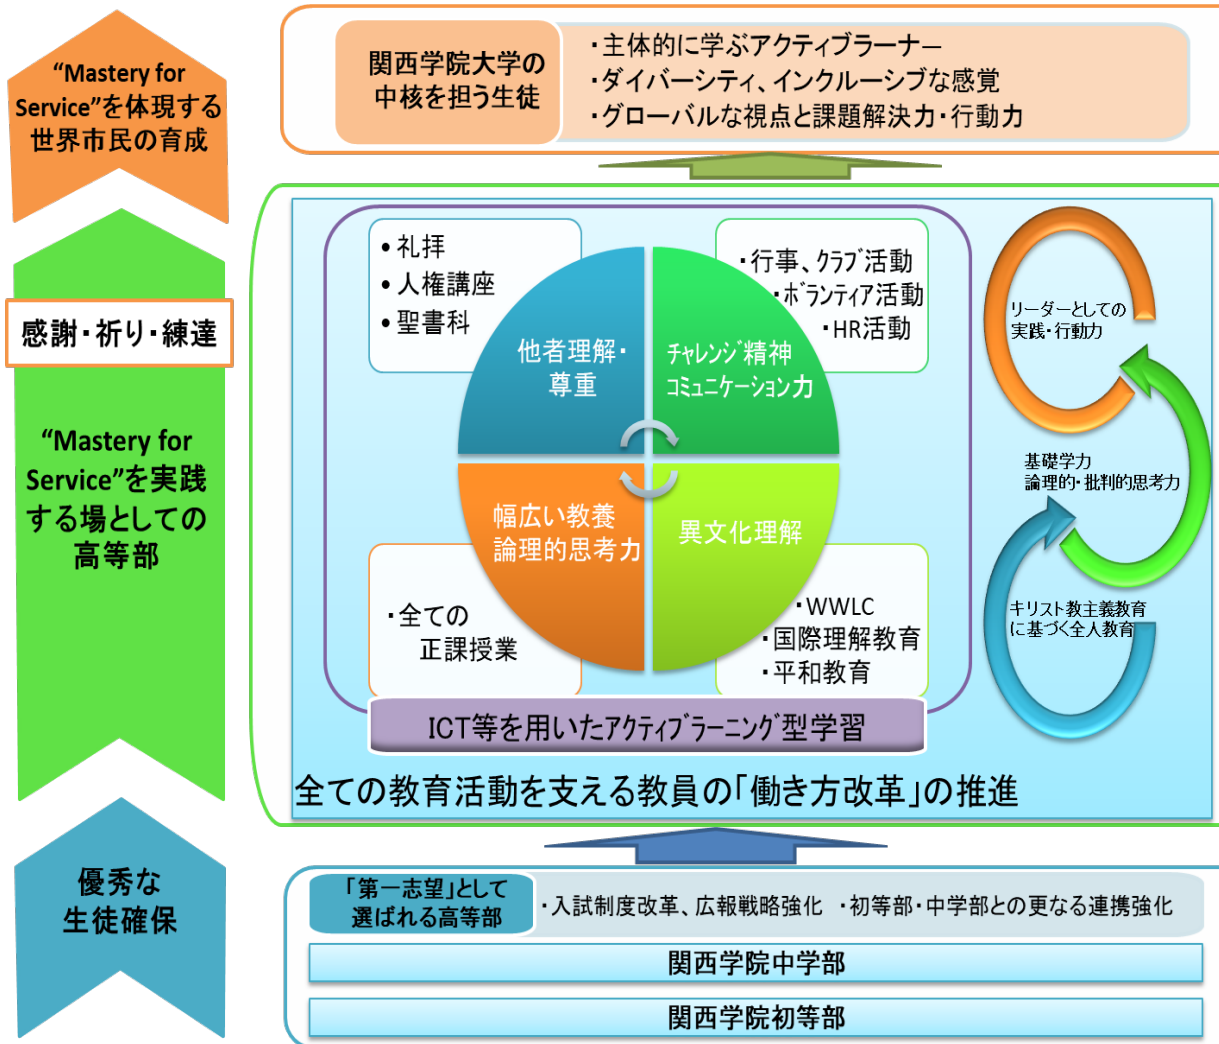 “Mastery for
Service”を体現する
世界市民の育成
関西学院大学の
中核を担う生徒
・主体的に学ぶアクティブラーナー
・ダイバーシティ、インクルーシブな感覚
・グローバルな視点と課題解決力・行動力
感謝・祈り・練達
“Mastery for
Service”を実践
する場としての
高等部
• 礼拝
• 人権講座
• 聖書科
・行事、クラブ活動
・ボランティア活動
・HR活動
他者理解・
尊重
チャレンジ精神
コミュニケーション力
幅広い教養
論理的思考力
異文化理解
・全ての
正課授業
・WWLC
・国際理解教育
・平和教育
ICT等を用いたアクティブラーニング型学習
リーダーとしての
実践・行動力
基礎学力
論理的・批判的思考力
キリスト教主義教育
に基づく全人教育
全ての教育活動を支える教員の「働き方改革」の推進
優秀な
生徒確保
「第一志望」として
選ばれる高等部
・入試制度改革、広報戦略強化 ・初等部・中学部との更なる連携強化
関西学院中学部
関西学院初等部